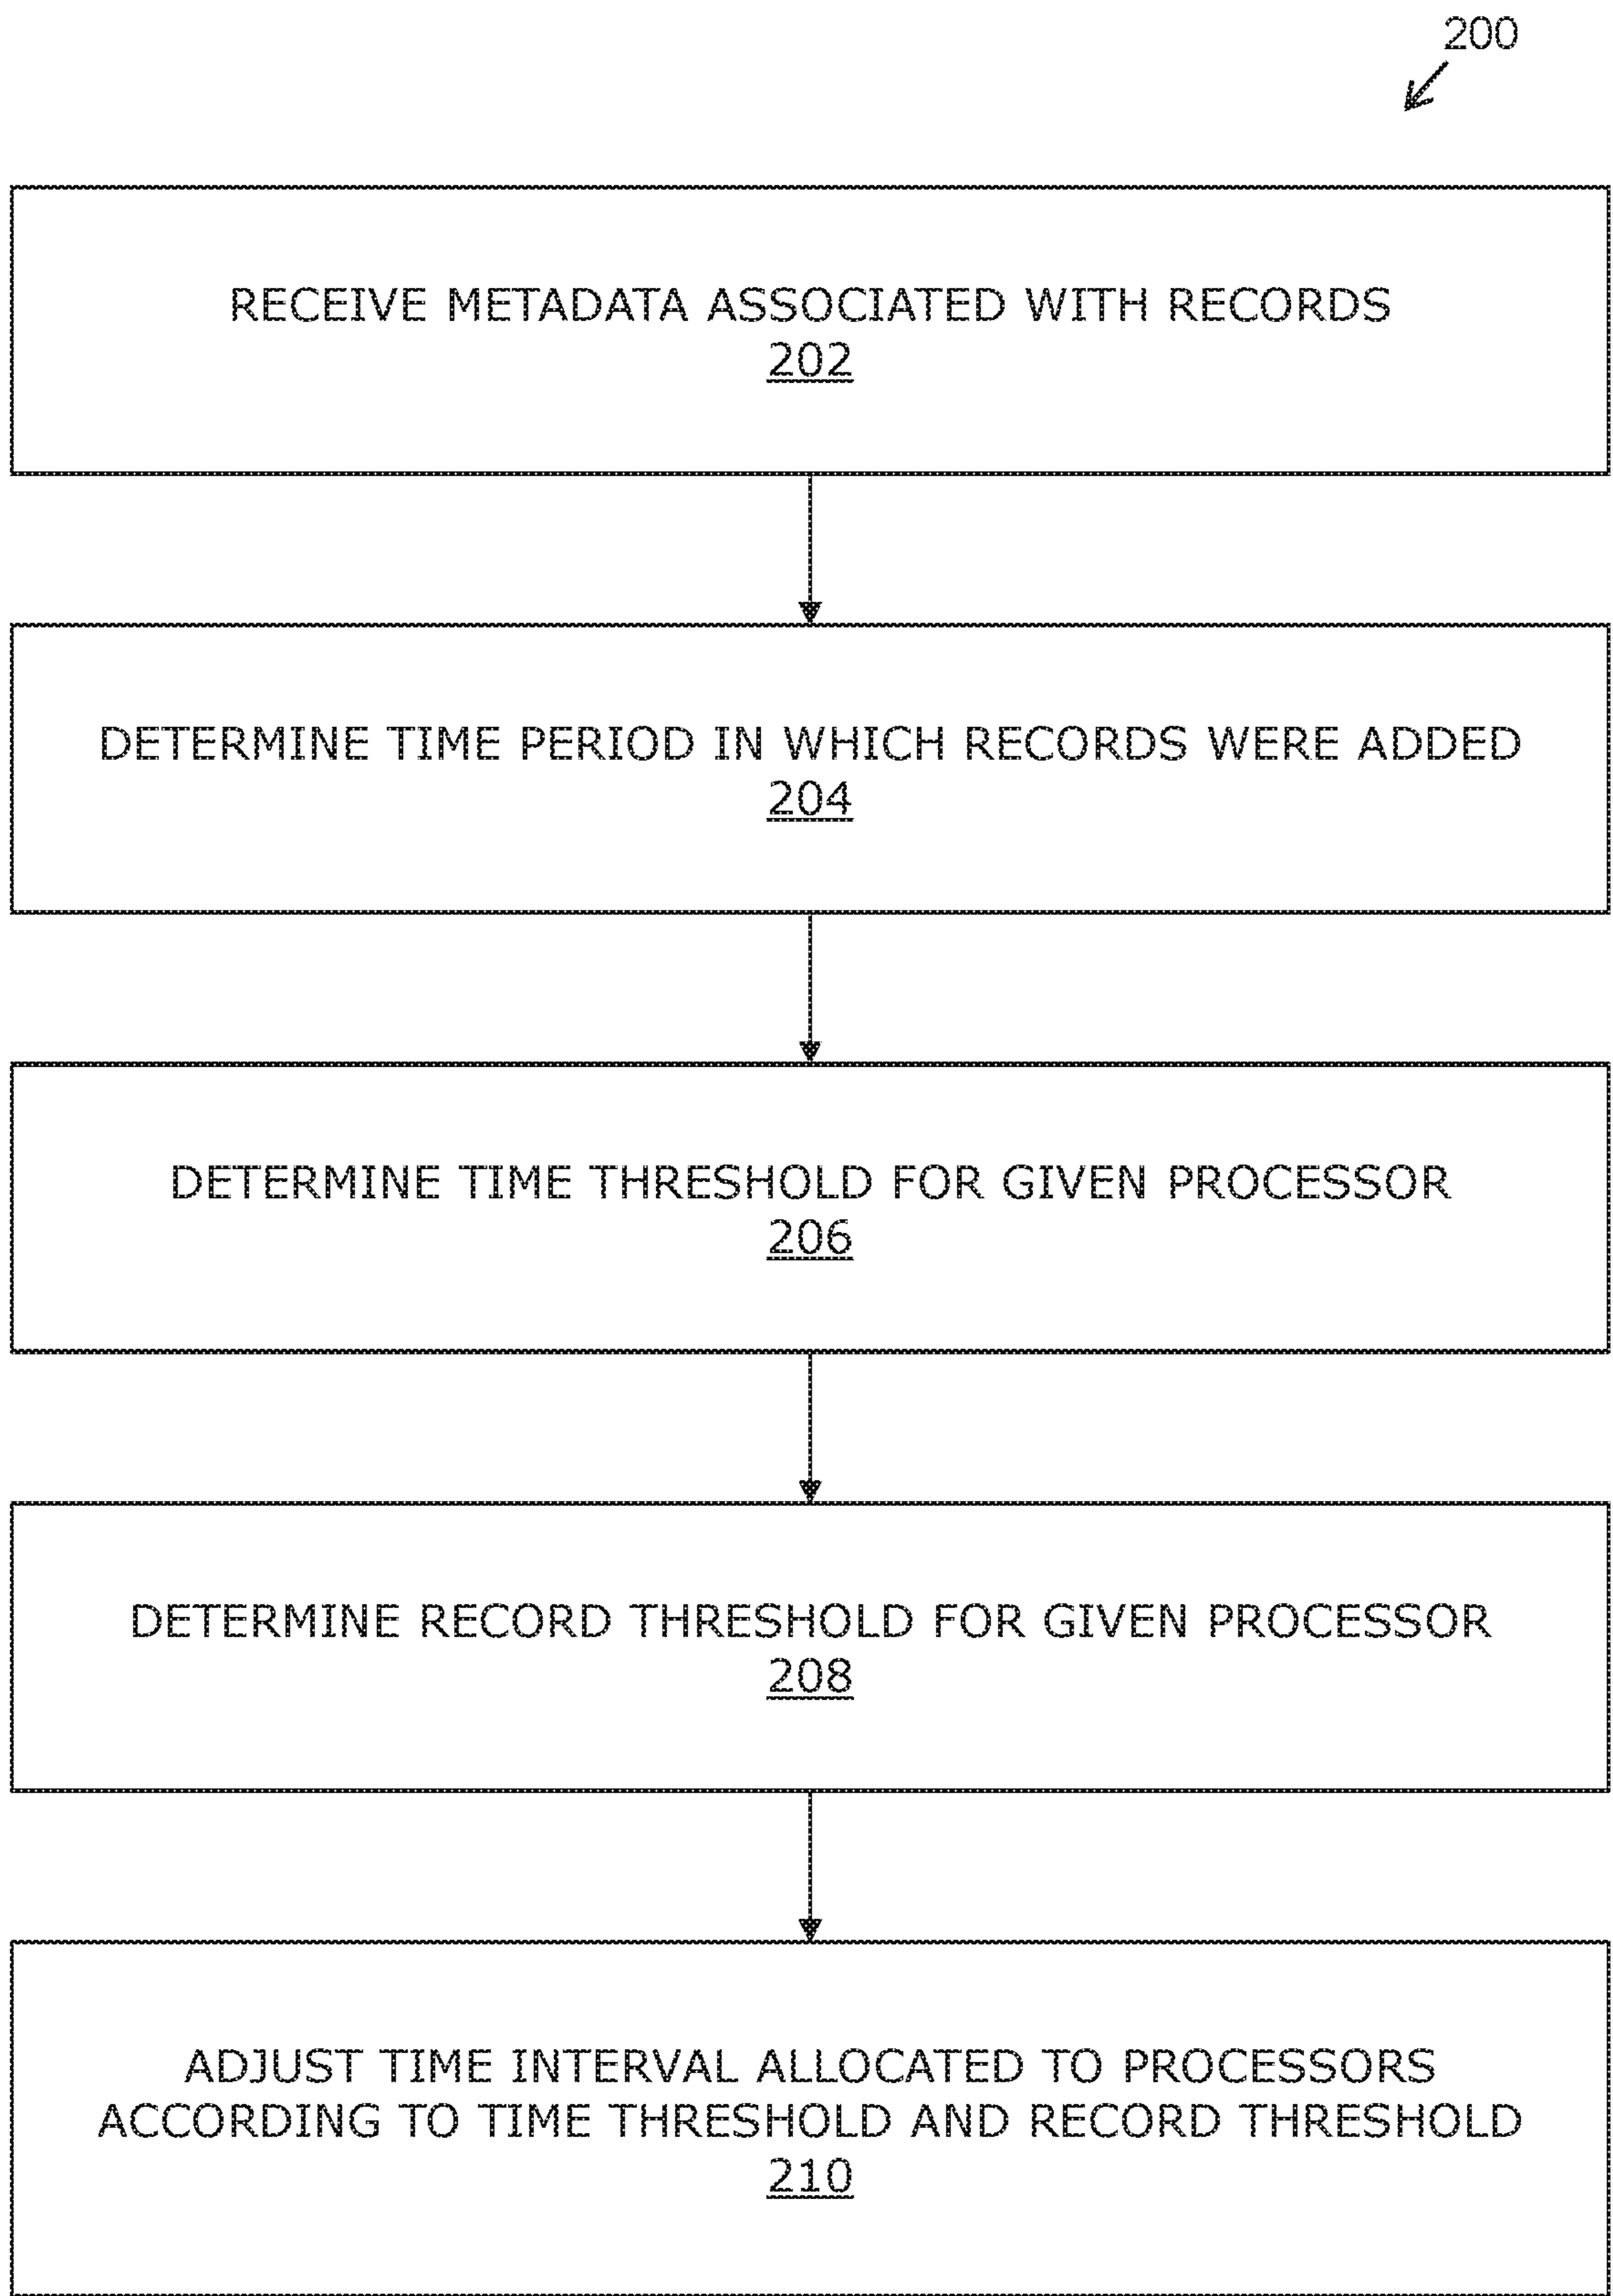 200
RECEIVE METADATA ASSOCIATED WITH RECORDS
202
DETERMINE TIME PERIOD IN WHICH RECORDS WERE ADDED
204
DETERMINE TIME THRESHOLD FOR GIVEN PROCESSOR
206
DETERMINE RECORD THRESHOLD FOR GIVEN PROCESSOR
208
ADJUST TIME INTERVAL ALLOCATED TO PROCESSORS
ACCORDING TO TIME THRESHOLD AND RECORD THRESHOLD
210